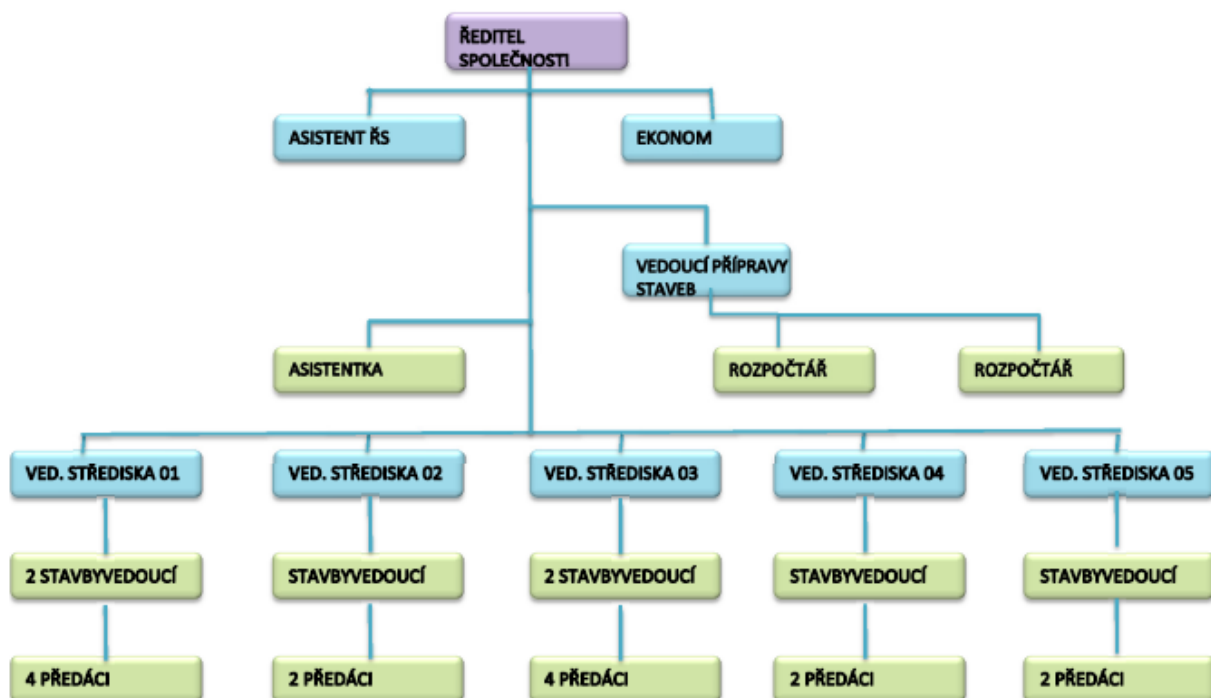 ŘEDITEL
SPOLEČNOSTI
ASISTENT ŘS
EKONOM
VEDOUCÍ PŘÍPRAVY
STAVEB
ASISTENTKA
ROZPOČTÁŘ
ROZPOČTÁŘ
VED. STŘEDISKA 01
VED. STŘEDISKA 02
VED. STŘEDISKA 03
VED. STŘEDISKA 04
VED. STŘEDISKA 05
2 STAVBYVEDOUCÍ
STAVBYVEDOUCÍ
2 STAVBYVEDOUCÍ
STAVBYVEDOUCÍ
STAVBYVEDOUCÍ
4 PŘEDÁCI
2 PŘEDÁCI
4 PŘEDÁCI
2 PŘEDÁCI
2 PŘEDÁCI